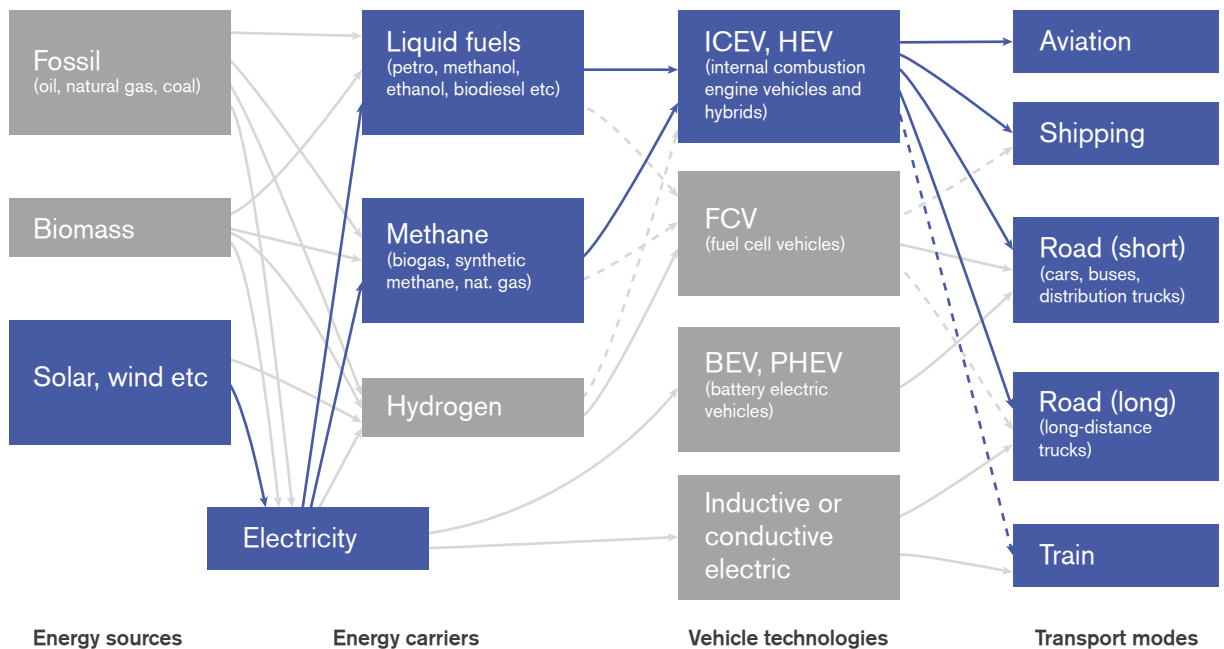 Fossil
(oil, natural gas, coal)
Biomass
Solar, wind etc
Electricity
Liquid fuels
(petro, methanol,
ethanol, biodiesel etc)
Methane
(biogas, synthetic
methane, nat. gas)
Hydrogen
ICEV, HEV
(internal combustion
engine vehicles and
hybrids)
FCV
(fuel cell vehicles)
BEV, PHEV
(battery electric
vehicles)
Inductive or
conductive
electric
Aviation
Shipping
Road (short)
(cars, buses,
distribution trucks)
Road (long)
(long-distance
trucks)
Train
Energy sources
Energy carriers
Vehicle technologies
Transport modes